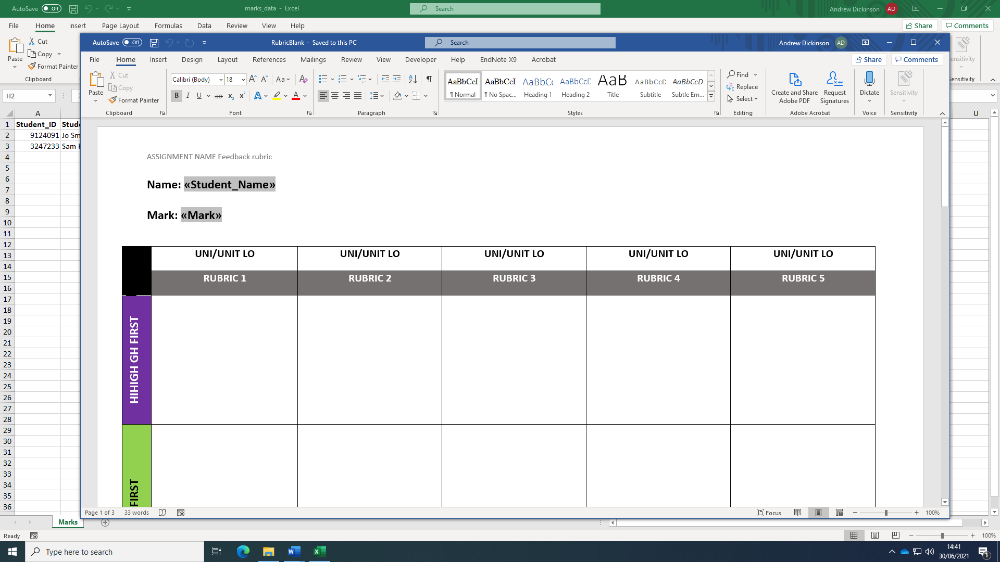 AutoSave Off
marks_data - Excel
Search
Andrew Dickinson AD
File Home Insert Page Layout Formulas Data Review View Help
Share Comments
Paste
Cut
Copy
Format Painter
Clipboard
Sensitivity
H2
A U
1 Student_ID
2 9124091 Jo
3 3247233 Sam
4
5
6
7
8
9
10
11
12
13
14
15
16
17
18
19
20
21
22
23
24
25
26
27
28
29
30
31
32
33
34
35
36
Marks
Ready
100%
AutoSave Off
RubricBlank - Saved to this PC
Search
Andrew Dickinson AD
File Home Insert Design Layout References Mailings Review View Developer Help EndNote X9 Acrobat
Share Comments
Paste
Cut
Copy
Format Painter
Clipboard
Calibri (Body) 18
Font
Paragraph
AaBbCcI AaBbCcI AaBbCc AaBbCcC AaB AaBbCcD AaBbCcD
¶ Normal ¶ No Spac... Heading 1 Heading 2 Title Subtitle Subtle Em...
Styles
Find
Replace
Select
Editing
Create and Share Adobe PDF
Request Signatures
Adobe Acrobat
Dictate
Voice
Sensitivity
Sensitivity
ASSIGNMENT NAME Feedback rubric
Name: «Student_Name»
Mark: «Mark»
UNI/UNIT LO UNI/UNIT LO UNI/UNIT LO UNI/UNIT LO UNI/UNIT LO
RUBRIC 1 RUBRIC 2 RUBRIC 3 RUBRIC 4 RUBRIC 5
HIHIGH GH FIRST
FIRST
Page 1 of 3 33 words
Focus
100%
Type here to search
14:41
30/06/2021
1